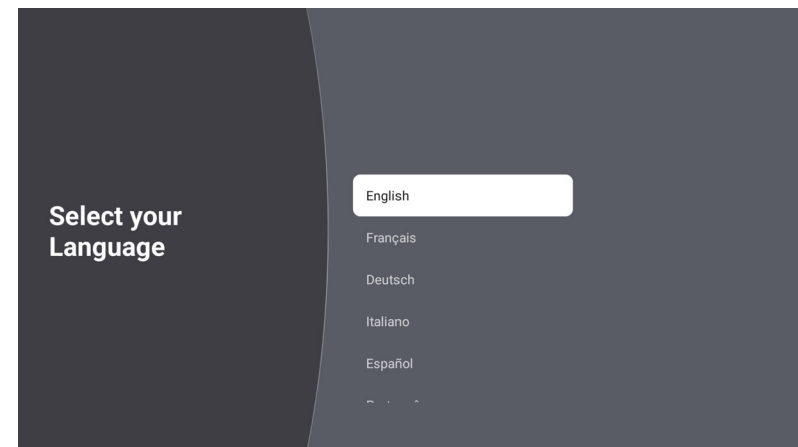 Select your
Language
English
Français
Deutsch
Italiano
Español